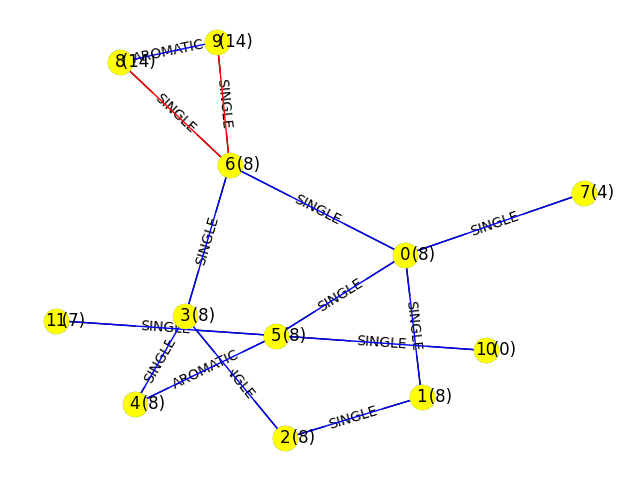 9(14)
8(14)
AROMATIC
SINGLE
SINGLE
6(8)
7(4)
SINGLE
SINGLE
SINGLE
0(8)
SINGLE
3(8)
11(7)
SINGLE
SINGLE
5(8)
SINGLE
SINGLE
10(0)
SINGLE
AROMATIC
4(8)
1(8)
SINGLE
2(8)